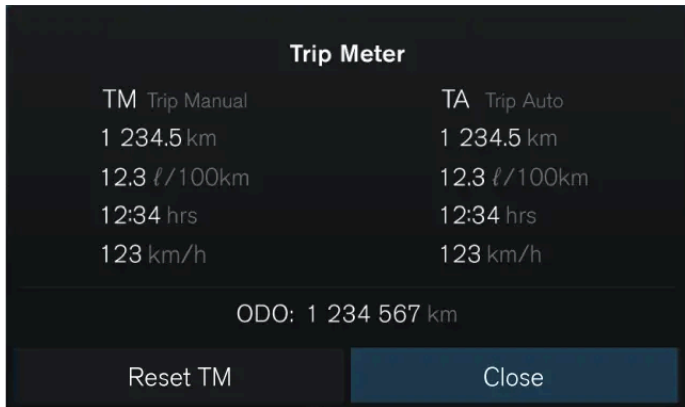 Trip Meter
TM Trip Manual
1 234.5 km
12.3 ℓ/100km
12:34 hrs
123 km/h
TA Trip Auto
1 234.5 km
12.3 ℓ/100km
12:34 hrs
123 km/h
ODO: 1 234 567 km
Reset TM
Close